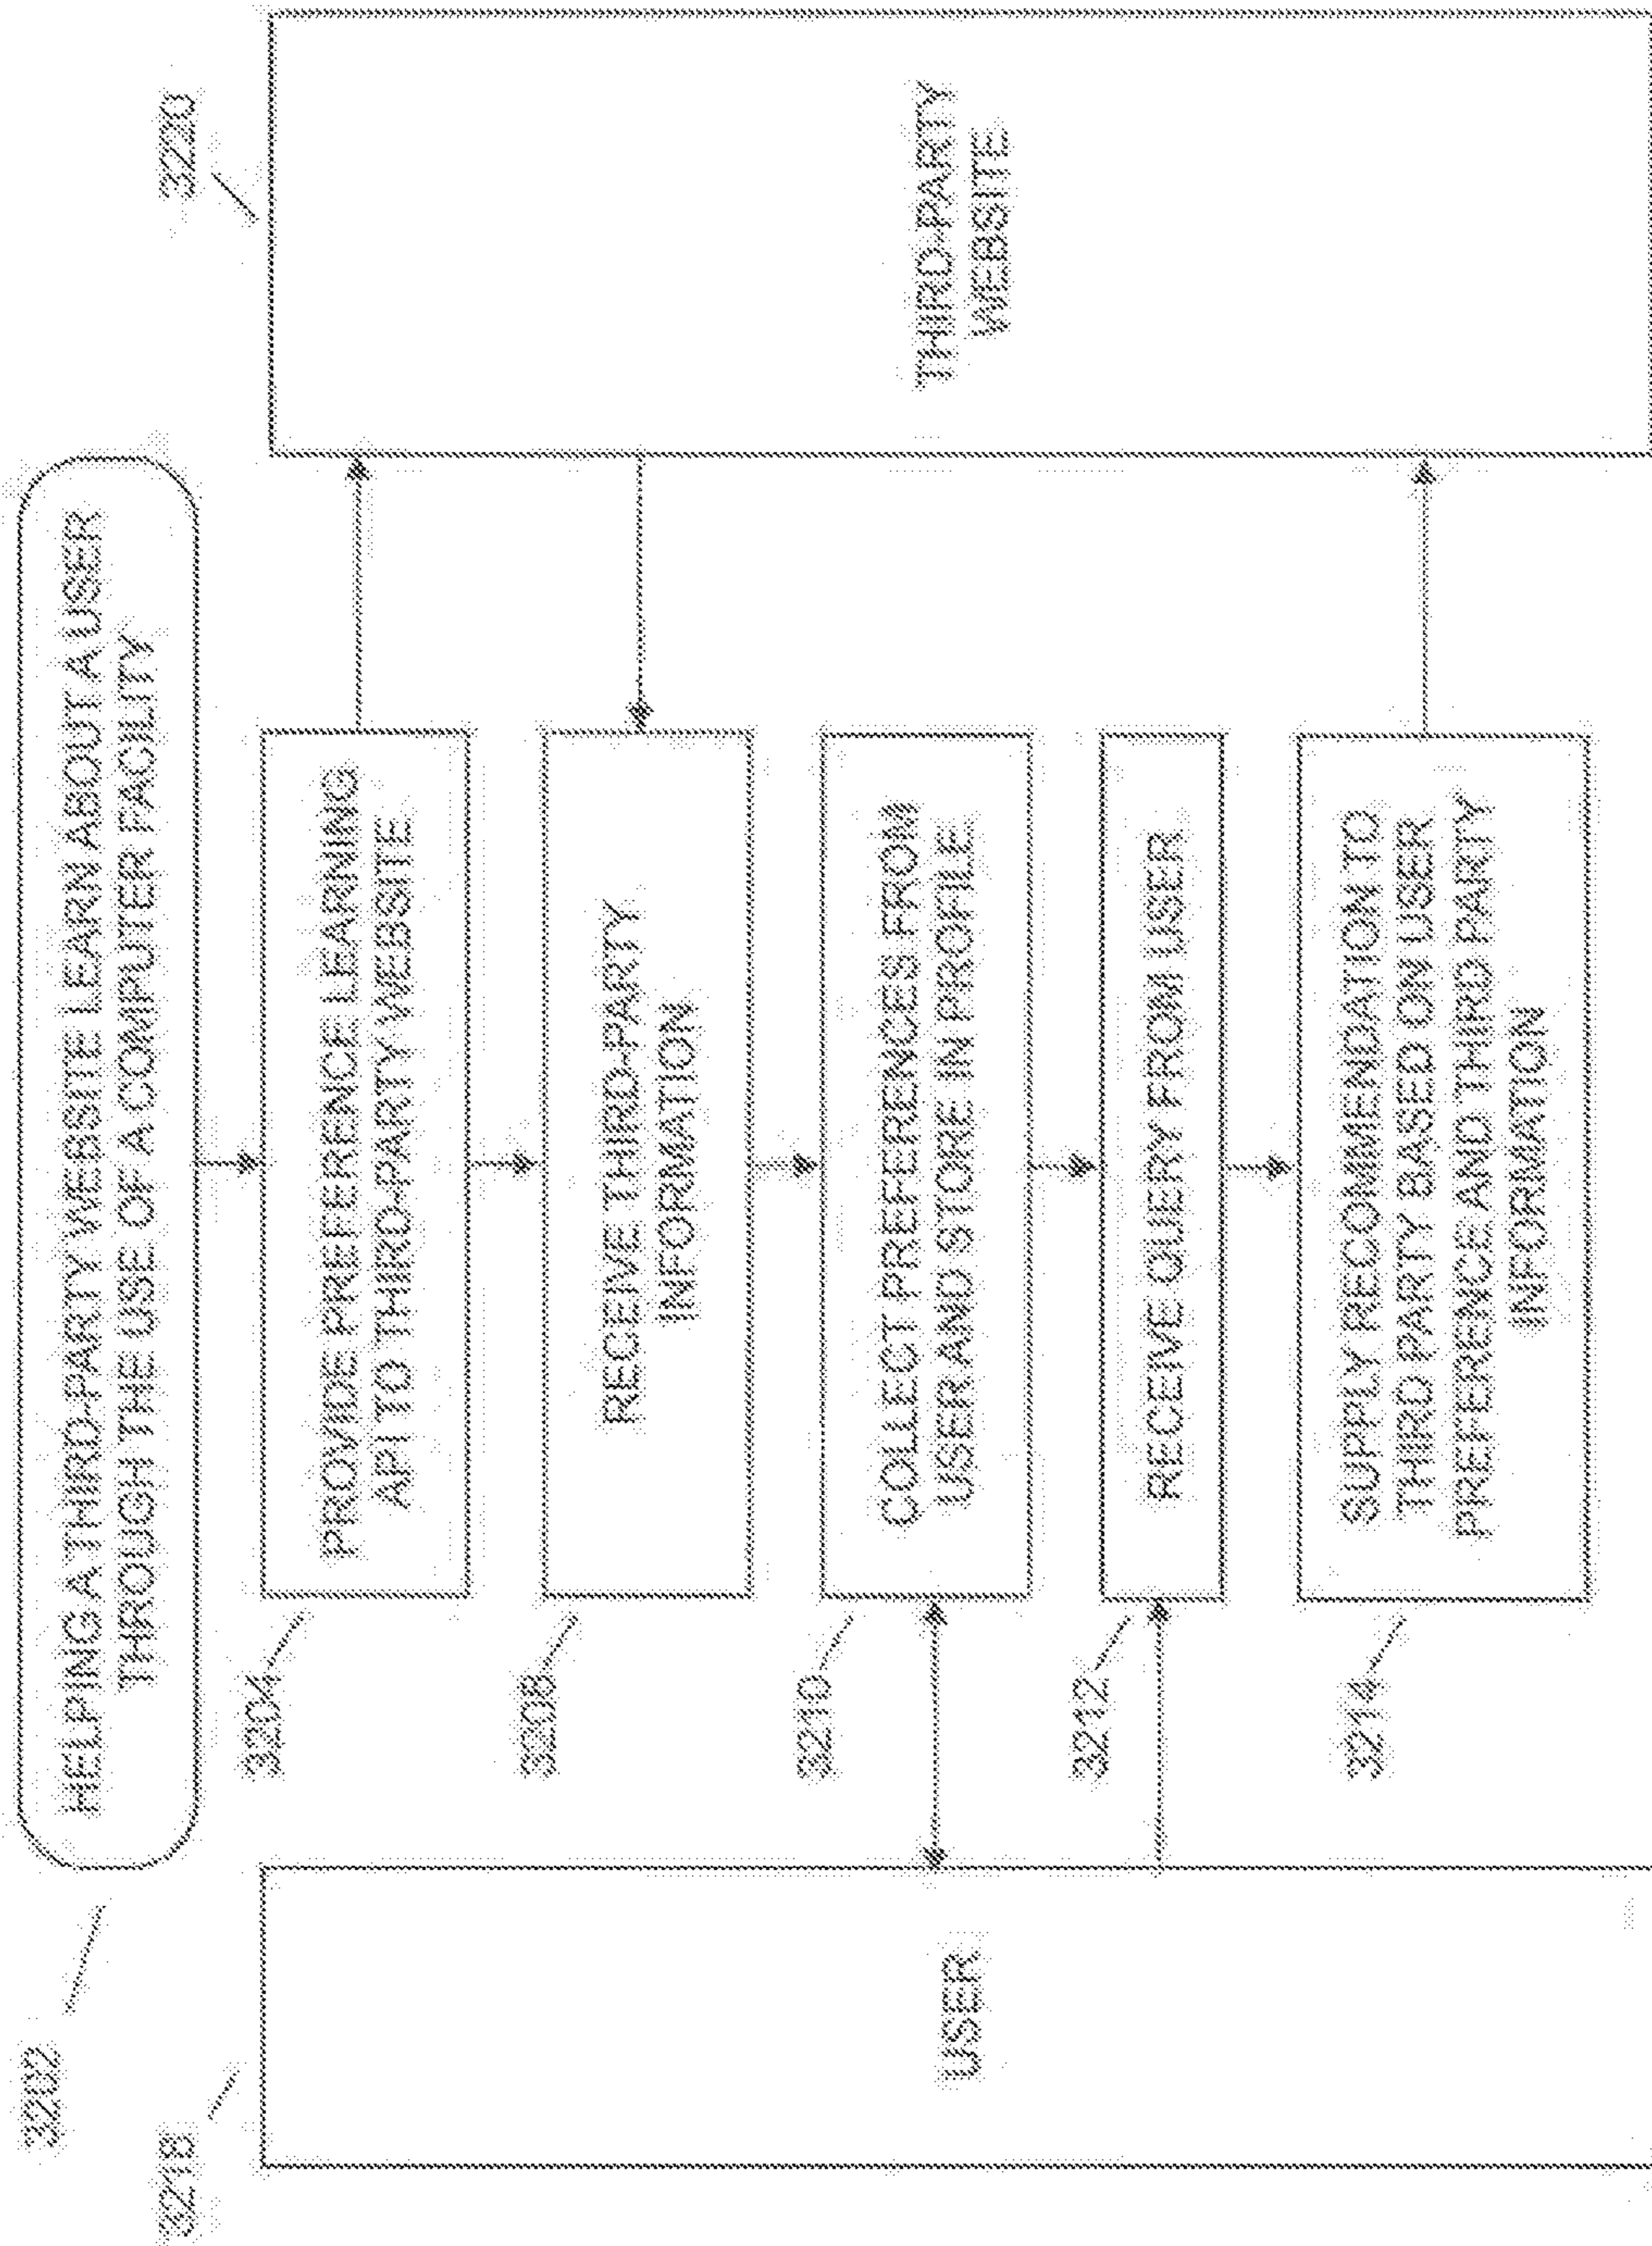 3202
HELPING A THIRD-PARTY WEBSITE LEARN ABOUT A USER
THROUGH THE USE OF A COMPUTER FACILITY
3218
USER
3220
THIRD-PARTY
WEBSITE
3204
PROVIDE PREFERENCE LEARNING
API TO THIRD-PARTY WEBSITE
3208
RECEIVE THIRD-PARTY
INFORMATION
3210
COLLECT PREFERENCES FROM
USER AND STORE IN PROFILE
3212
RECEIVE QUERY FROM USER
3214
SUPPLY RECOMMENDATION TO
THIRD PARTY BASED ON USER
PREFERENCE AND THIRD PARTY
INFORMATION